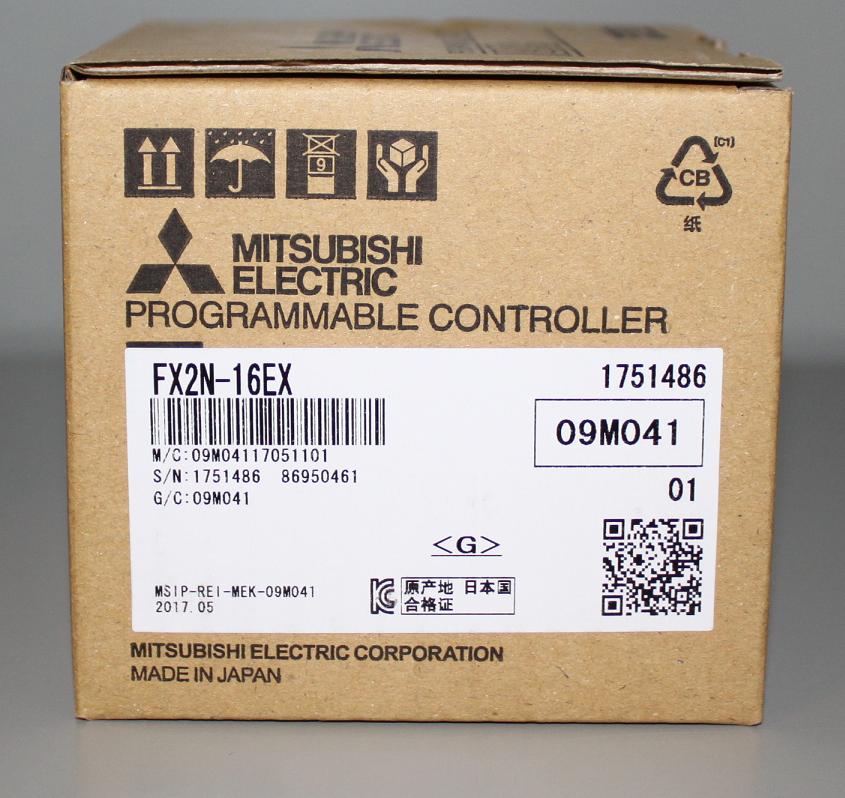 9
[C1]
CB
纸
MITSUBISHI
ELECTRIC
PROGRAMMABLE CONTROLLER
FX2N-16EX
1751486
M/C:09M04117051101
S/N:1751486 86950461
G/C:09M041
09M041
01
<G>
MSIP-REI-MEK-09M041
2017.05
原产地 日本国
合格证
MITSUBISHI ELECTRIC CORPORATION
MADE IN JAPAN